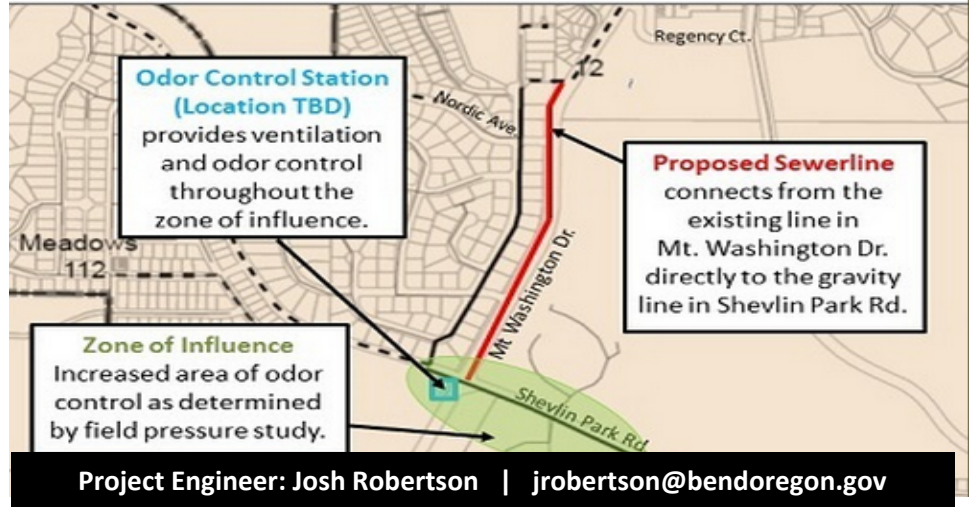 Regency Ct.
12
Odor Control Station
(Location TBD)
provides ventilation
and odor control
throughout the
zone of influence.
Nordic Ave.
Proposed Sewerline
connects from the
existing line in
Mt. Washington Dr.
directly to the gravity
line in Shevlin Park Rd.
Meadows
112
Mt Washington Dr.
Zone of Influence
Increased area of odor
control as determined
by field pressure study.
Shevlin Park Rd
Project Engineer: Josh Robertson | jrobertson@bendoregon.gov